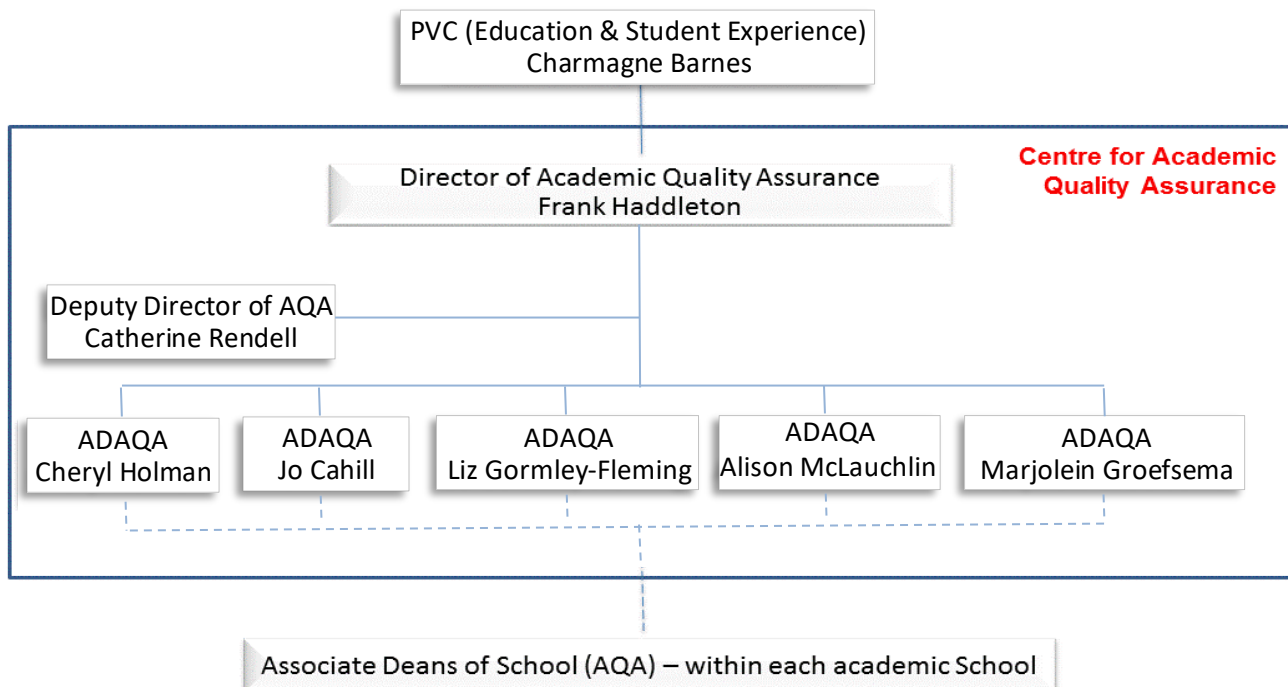 PVC (Education & Student Experience)
Charmagne Barnes
Centre for Academic
Quality Assurance
Director of Academic Quality Assurance
Frank Haddleton
Deputy Director of AQA
Catherine Rendell
ADAQA
Cheryl Holman
ADAQA
Jo Cahill
ADAQA
Liz Gormley-Fleming
ADAQA
Alison McLauchlin
ADAQA
Marjolein Groefsema
Associate Deans of School (AQA) – within each academic School